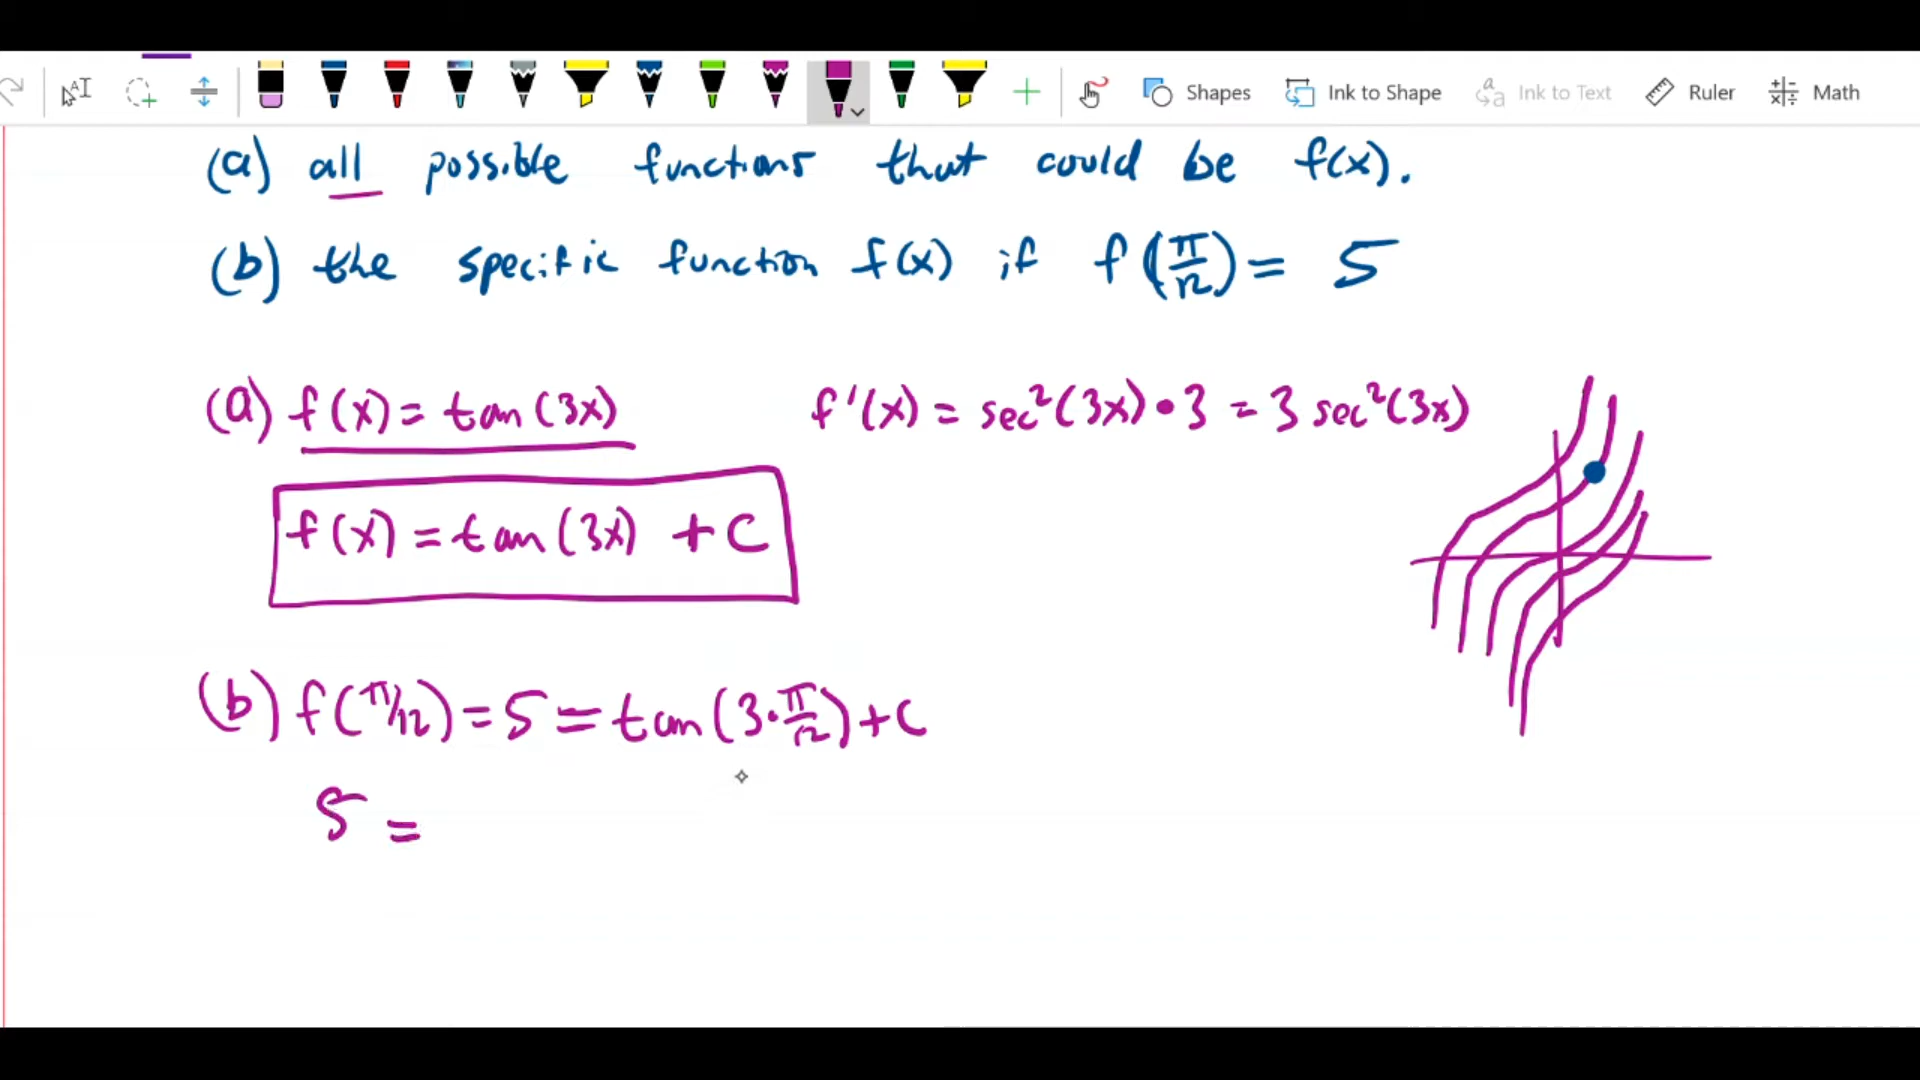 Shapes Ink to Shape Ink to Text Ruler Math
(a) all possible functions that could be f(x).
(b) the specific function f(x) if f(π/12) = 5
(a) f(x) = tan(3x) f'(x) = sec²(3x)•3 = 3 sec²(3x)
f(x) = tan(3x) + C
(b) f(π/12) = 5 = tan(3·π/12) + C
5 =